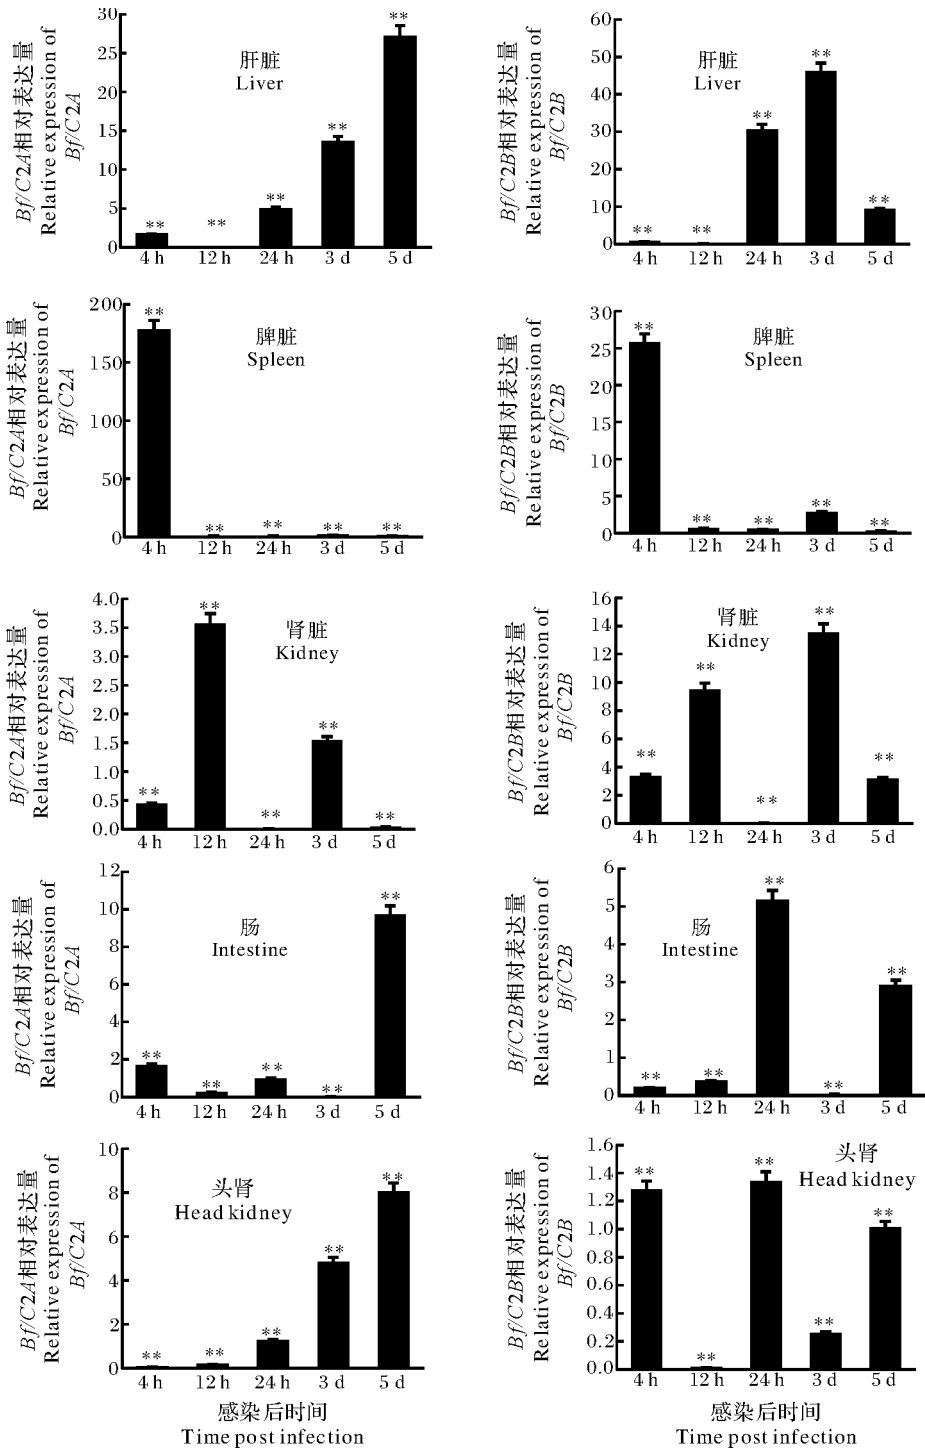 Bf/C2A相对表达量
Relative expression of
Bf/C2A
30
25
20
15
10
5
0
肝脏
Liver
** ** ** ** **
4 h 12 h 24 h 3 d 5 d
Bf/C2B相对表达量
Relative expression of
Bf/C2B
60
50
40
30
20
10
0
肝脏
Liver
** ** ** ** **
4 h 12 h 24 h 3 d 5 d
Bf/C2A相对表达量
Relative expression of
Bf/C2A
200
150
100
50
0
脾脏
Spleen
** ** ** ** **
4 h 12 h 24 h 3 d 5 d
Bf/C2B相对表达量
Relative expression of
Bf/C2B
30
25
20
15
10
5
0
脾脏
Spleen
** ** ** ** **
4 h 12 h 24 h 3 d 5 d
Bf/C2A相对表达量
Relative expression of
Bf/C2A
4.0
3.5
3.0
2.5
2.0
1.5
1.0
0.5
0.0
肾脏
Kidney
** ** ** ** **
4 h 12 h 24 h 3 d 5 d
Bf/C2B相对表达量
Relative expression of
Bf/C2B
16
14
12
10
8
6
4
2
0
肾脏
Kidney
** ** ** ** **
4 h 12 h 24 h 3 d 5 d
Bf/C2A相对表达量
Relative expression of
Bf/C2A
12
10
8
6
4
2
0
肠
Intestine
** ** ** ** **
4 h 12 h 24 h 3 d 5 d
Bf/C2B相对表达量
Relative expression of
Bf/C2B
6
5
4
3
2
1
0
肠
Intestine
** ** ** ** **
4 h 12 h 24 h 3 d 5 d
Bf/C2A相对表达量
Relative expression of
Bf/C2A
10
8
6
4
2
0
头肾
Head kidney
** ** ** ** **
4 h 12 h 24 h 3 d 5 d
感染后时间
Time post infection
Bf/C2B相对表达量
Relative expression of
Bf/C2B
1.6
1.4
1.2
1.0
0.8
0.6
0.4
0.2
0.0
头肾
Head kidney
** ** ** ** **
4 h 12 h 24 h 3 d 5 d
感染后时间
Time post infection